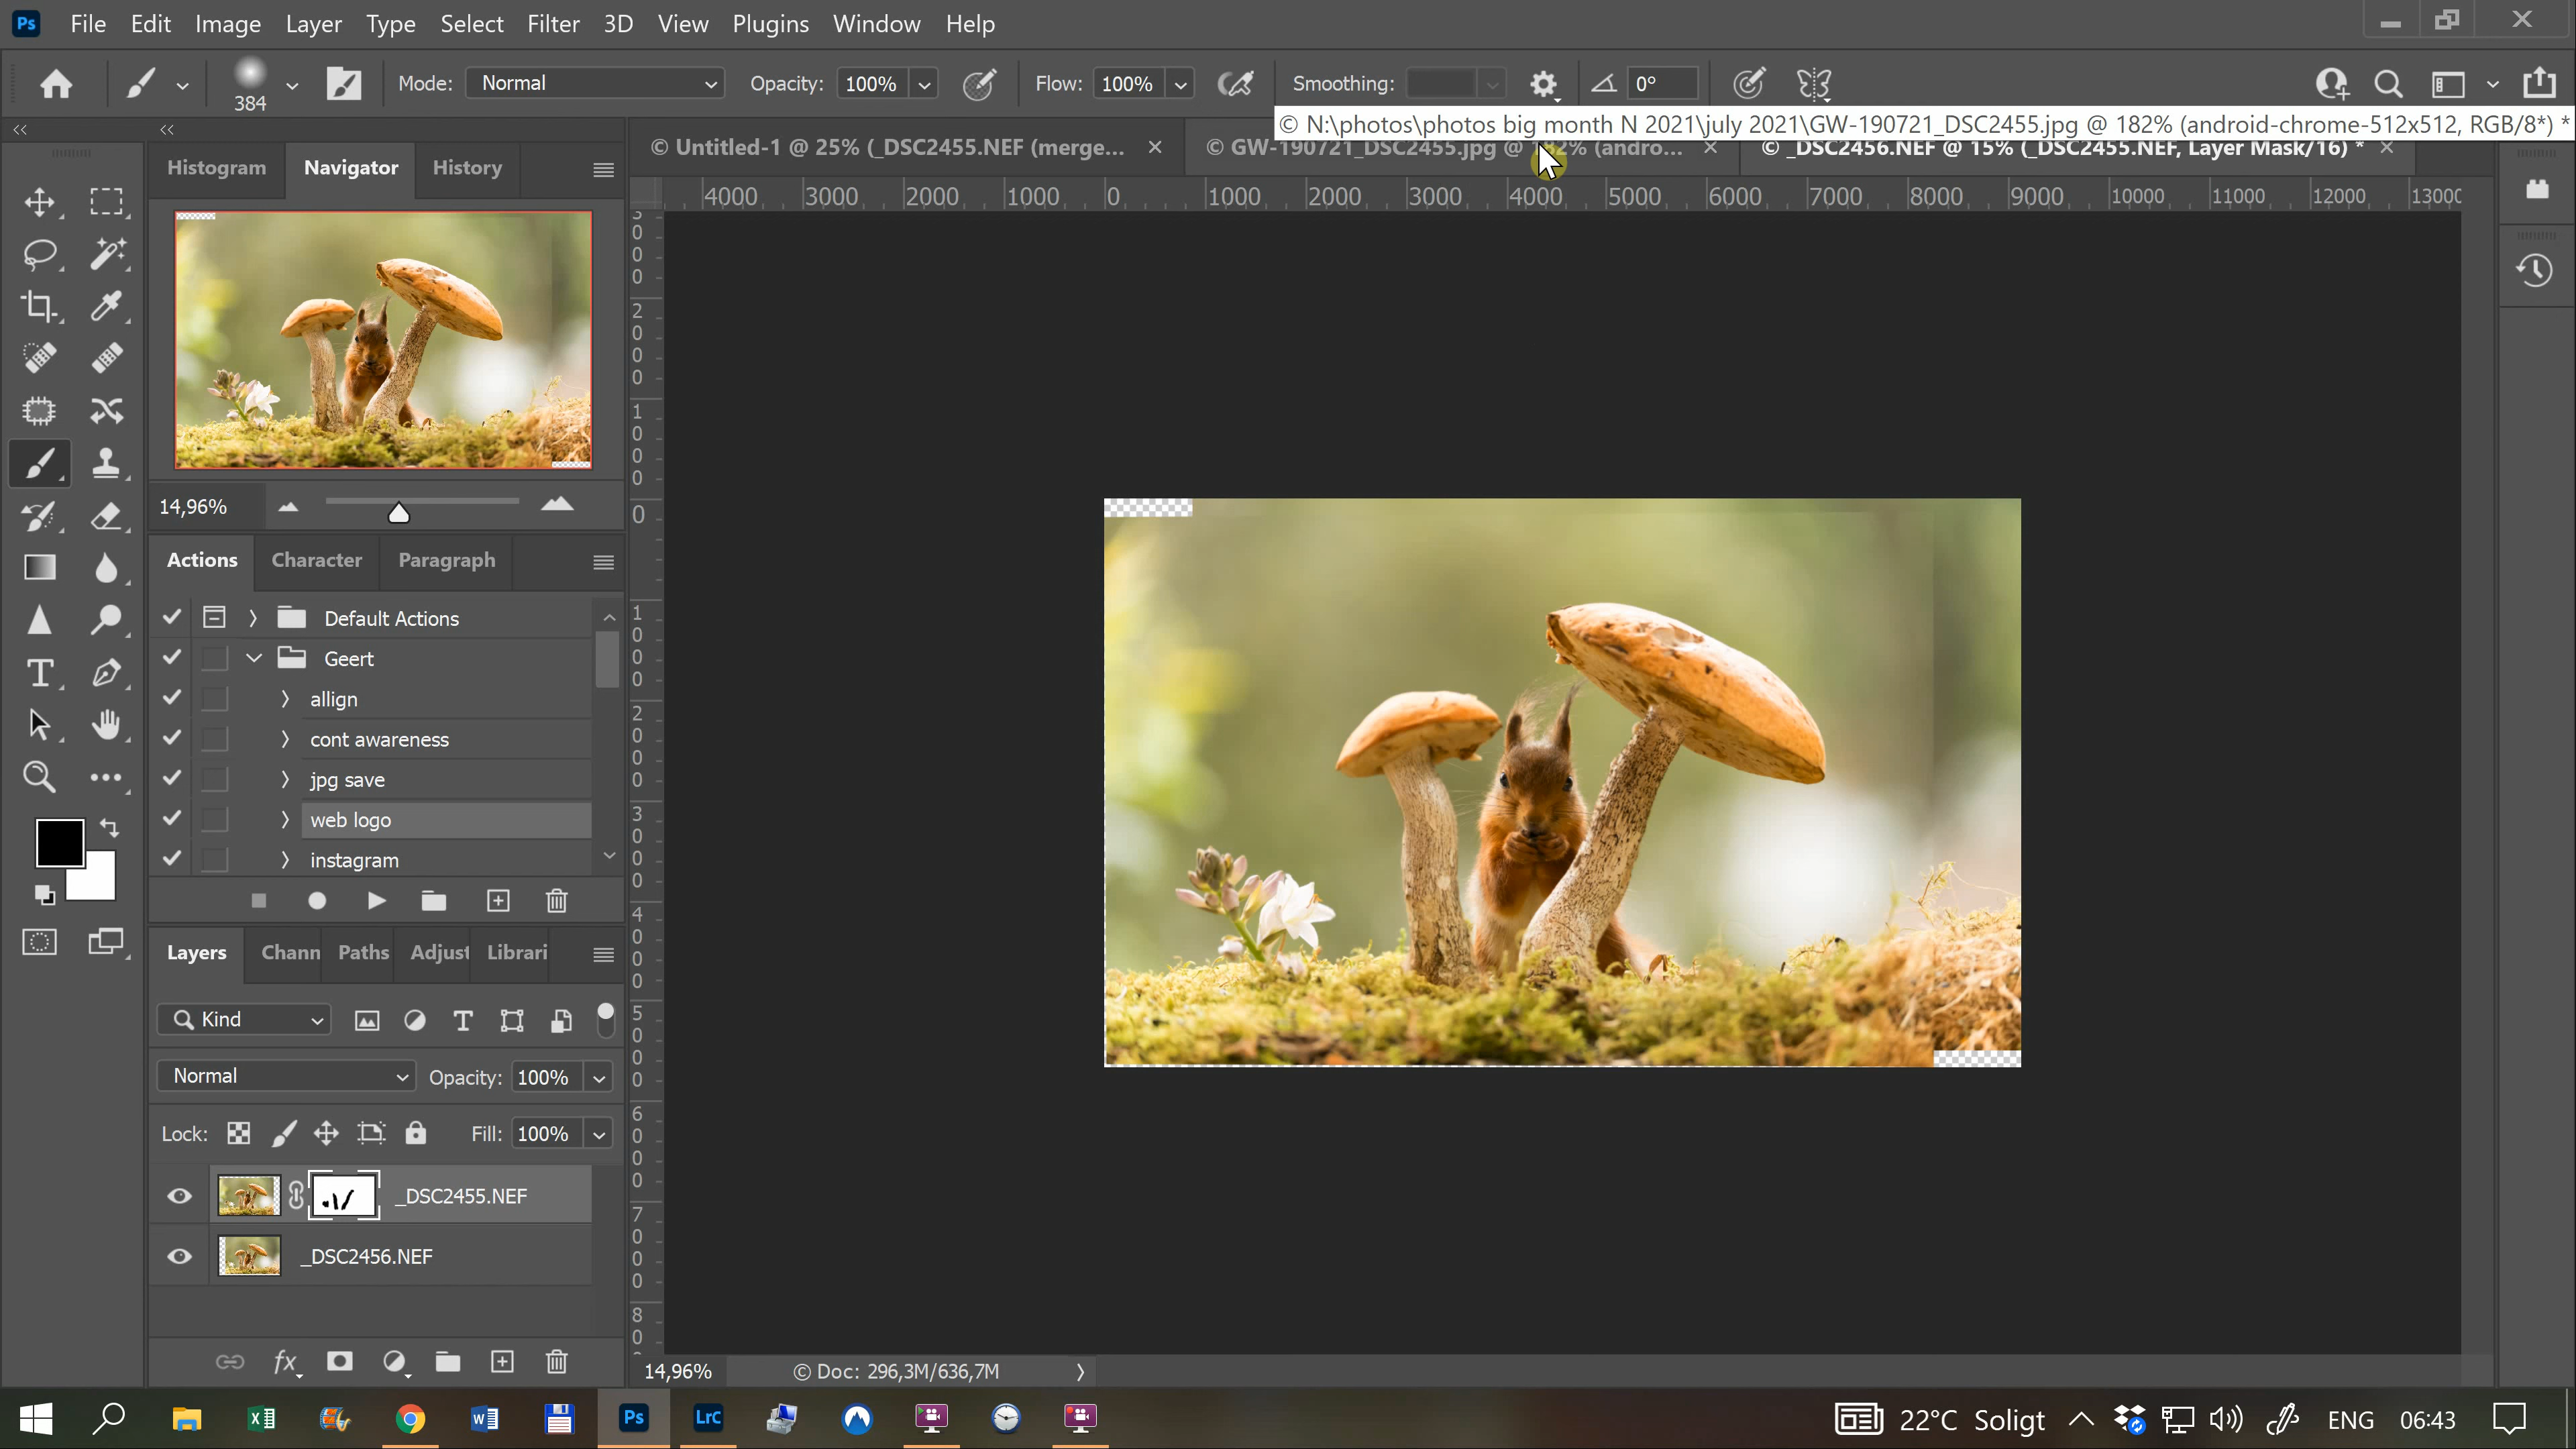 Ps File Edit Image Layer Type Select Filter 3D View Plugins Window Help
384 Mode: Normal Opacity: 100% Flow: 100% Smoothing: 0°
© N:\photos\photos big month N 2021\july 2021\GW-190721_DSC2455.jpg @ 182% (android-chrome-512x512, RGB/8*) *
© Untitled-1 @ 25% (_DSC2455.NEF (merge... × © GW-190721_DSC2455.jpg @ 182% (andro... × © _DSC2456.NEF @ 15% (_DSC2455.NEF, Layer Mask/16) * ×
Histogram Navigator History
4000 3000 2000 1000 0 1000 2000 3000 4000 5000 6000 7000 8000 9000 10000 11000 12000 1300
14,96%
Actions Character Paragraph
Default Actions
Geert
allign
cont awareness
jpg save
web logo
instagram
Layers Chann Paths Adjust Librari
Kind
Normal Opacity: 100%
Lock: Fill: 100%
_DSC2455.NEF
_DSC2456.NEF
fx
14,96% © Doc: 296,3M/636,7M
Ps LrC 22°C Soligt ENG 06:43